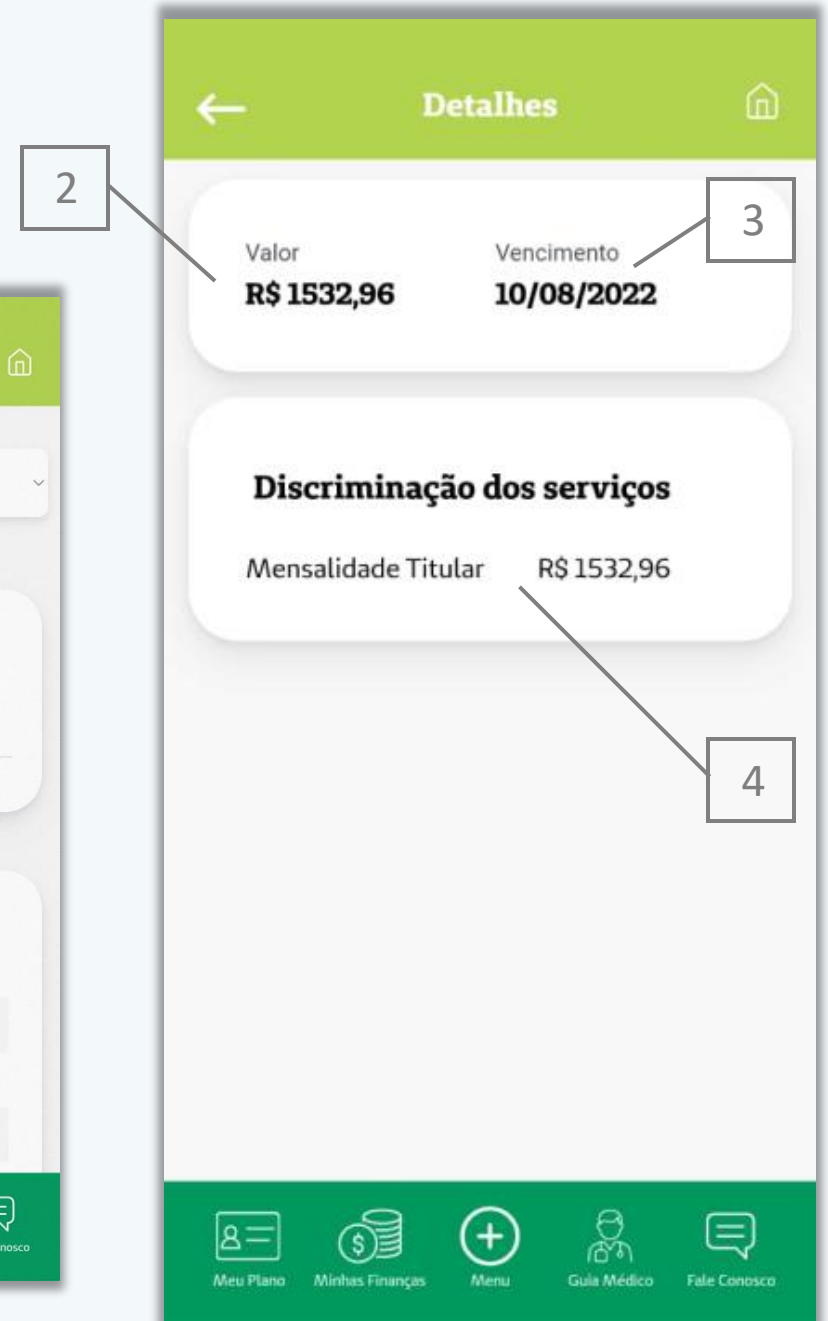 Detalhes
2
3
Valor
Vencimento
R$ 1532,96
10/08/2022
Discriminação dos serviços
Mensalidade Titular R$ 1532,96
4
Meu Plano Minhas Finanças Menu Guia Médico Fale Conosco